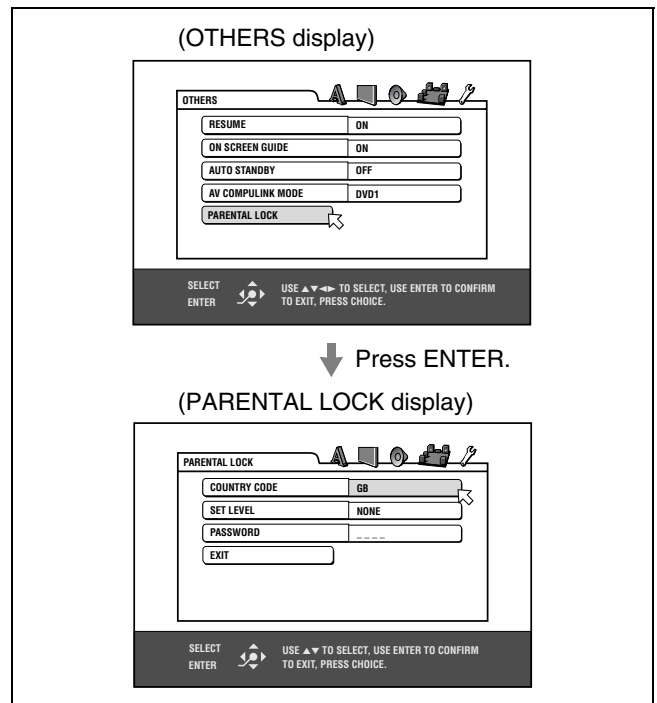 (OTHERS display)
OTHERS
RESUME ON
ON SCREEN GUIDE ON
AUTO STANDBY OFF
AV COMPULINK MODE DVD1
PARENTAL LOCK
SELECT
ENTER
USE ▲▼◄► TO SELECT, USE ENTER TO CONFIRM
TO EXIT, PRESS CHOICE.
Press ENTER.
(PARENTAL LOCK display)
PARENTAL LOCK
COUNTRY CODE GB
SET LEVEL NONE
PASSWORD _ _ _ _
EXIT
SELECT
ENTER
USE ▲▼ TO SELECT, USE ENTER TO CONFIRM
TO EXIT, PRESS CHOICE.